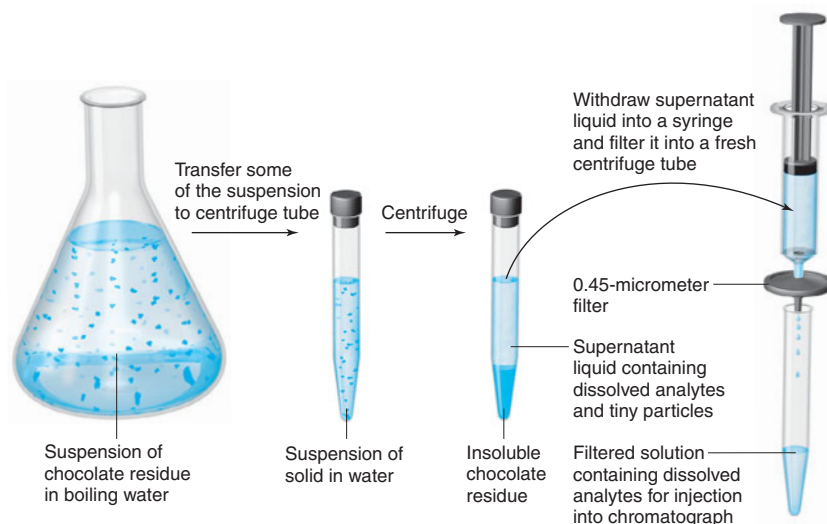 Transfer some
of the suspension
to centrifuge tube
Centrifuge
Withdraw supernatant
liquid into a syringe
and filter it into a fresh
centrifuge tube
0.45-micrometer
filter
Supernatant
liquid containing
dissolved analytes
and tiny particles
Suspension of
chocolate residue
in boiling water
Suspension of
solid in water
Insoluble
chocolate
residue
Filtered solution
containing dissolved
analytes for injection
into chromatograph